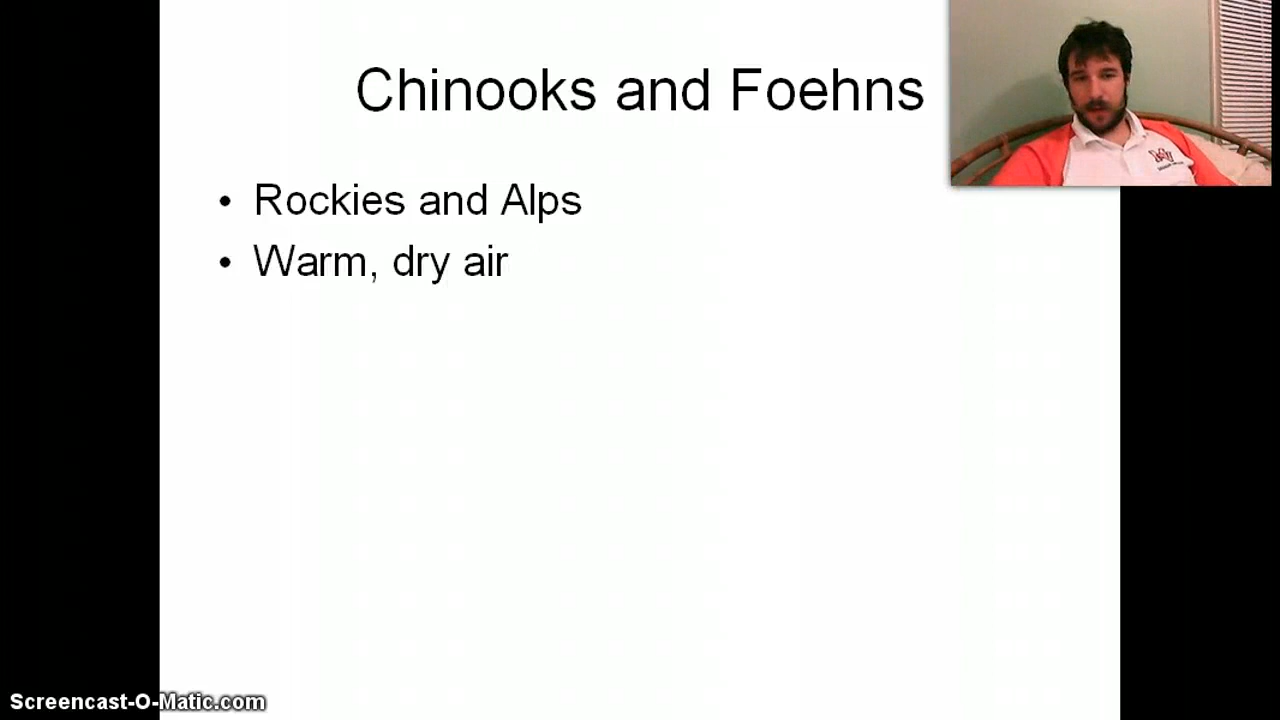 Chinooks and Foehns
• Rockies and Alps
• Warm, dry air
Screencast-O-Matic.com